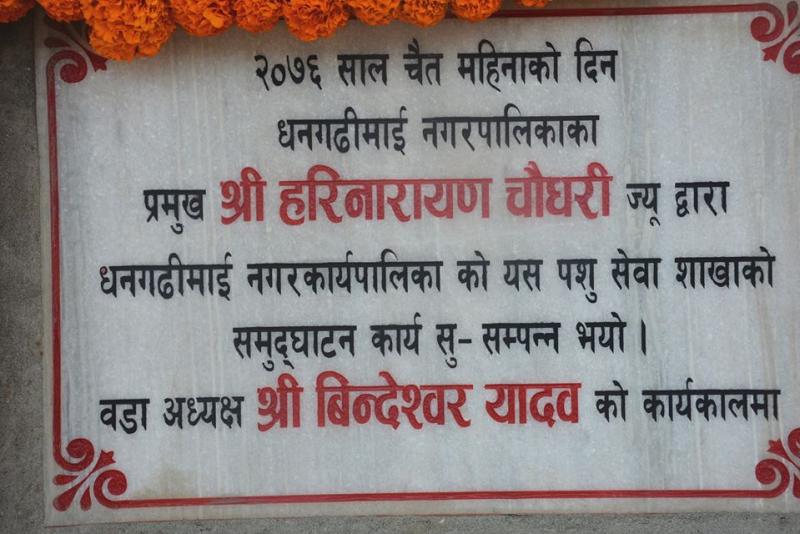 २०७६ साल चैत महिनाको दिन
धनगढीमाई नगरपालिकाका
प्रमुख श्री हरिनारायण चौधरी ज्यू द्वारा
धनगढीमाई नगरकार्यपालिका को यस पशु सेवा शाखाको
समुद्घाटन कार्य सु- सम्पन्न भयो ।
वडा अध्यक्ष श्री बिन्देश्वर यादव को कार्यकालमा